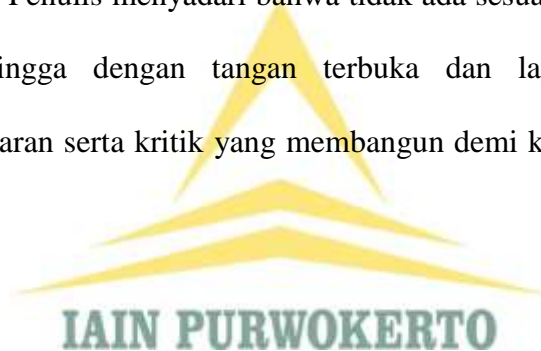 Penulis menyadari bahwa tidak ada sesua
ingga dengan tangan terbuka dan la
aran serta kritik yang membangun demi k
IAIN PURWOKERTO